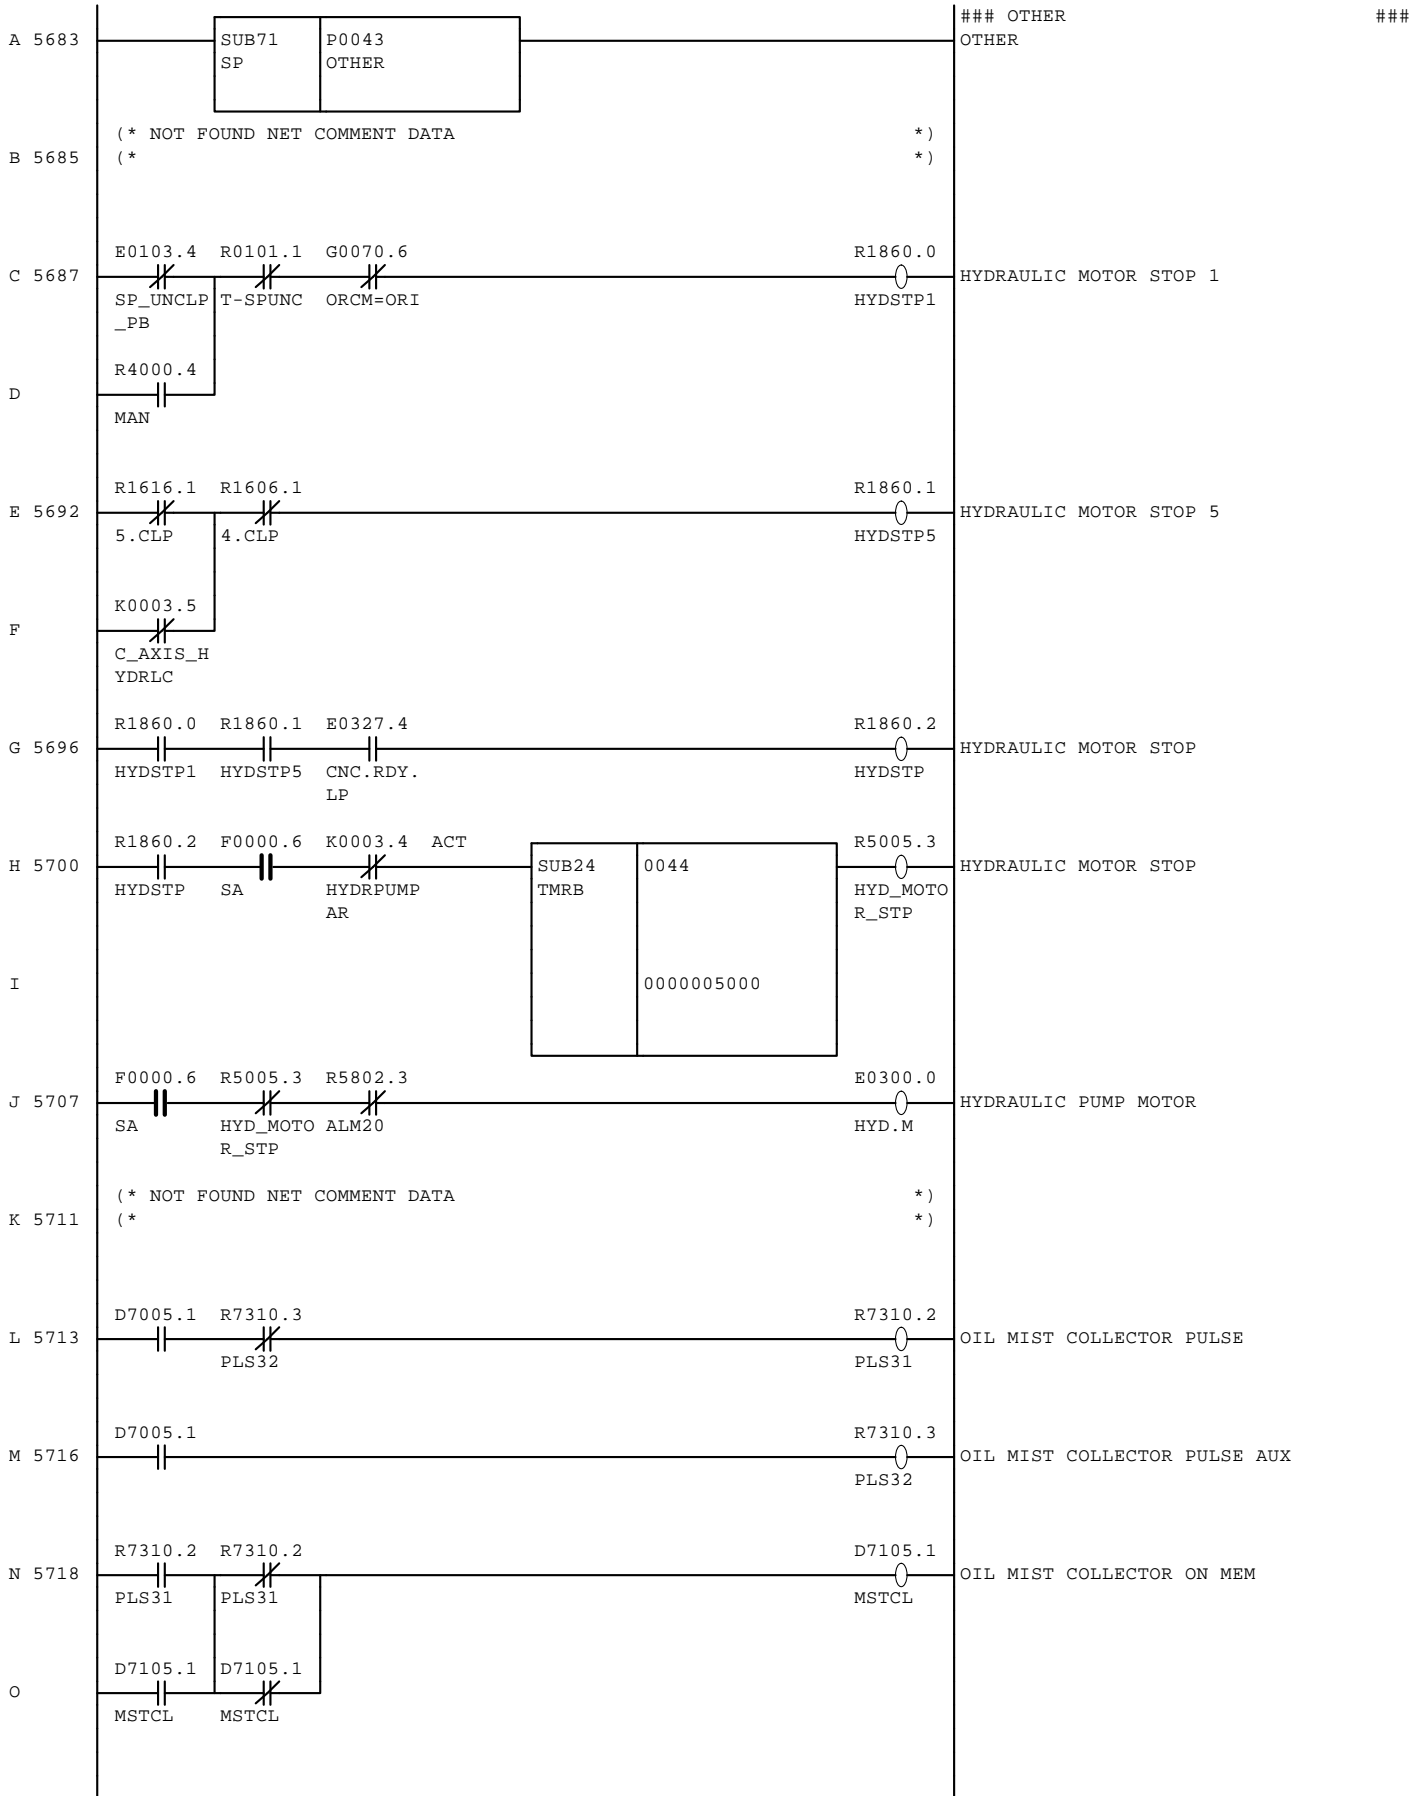 ### OTHER ###
A 5683 SUB71 P0043 OTHER
SP OTHER
(* NOT FOUND NET COMMENT DATA *)
B 5685 (* *)
E0103.4 R0101.1 G0070.6 R1860.0
C 5687 HYDRAULIC MOTOR STOP 1
SP_UNCLP T-SPUNC ORCM=ORI HYDSTP1
_PB
R4000.4
D
MAN
R1616.1 R1606.1 R1860.1
E 5692 HYDRAULIC MOTOR STOP 5
5.CLP 4.CLP HYDSTP5
K0003.5
F
C_AXIS_H
YDRLC
R1860.0 R1860.1 E0327.4 R1860.2
G 5696 HYDRAULIC MOTOR STOP
HYDSTP1 HYDSTP5 CNC.RDY. HYDSTP
LP
R1860.2 F0000.6 K0003.4 ACT R5005.3
H 5700 SUB24 0044 HYDRAULIC MOTOR STOP
HYDSTP SA HYDRPUMP TMRB HYD_MOTO
AR R_STP
I 0000005000
F0000.6 R5005.3 R5802.3 E0300.0
J 5707 HYDRAULIC PUMP MOTOR
SA HYD_MOTO ALM20 HYD.M
R_STP
(* NOT FOUND NET COMMENT DATA *)
K 5711 (* *)
D7005.1 R7310.3 R7310.2
L 5713 OIL MIST COLLECTOR PULSE
PLS32 PLS31
D7005.1 R7310.3
M 5716 OIL MIST COLLECTOR PULSE AUX
PLS32
R7310.2 R7310.2 D7105.1
N 5718 OIL MIST COLLECTOR ON MEM
PLS31 PLS31 MSTCL
D7105.1 D7105.1
O
MSTCL MSTCL